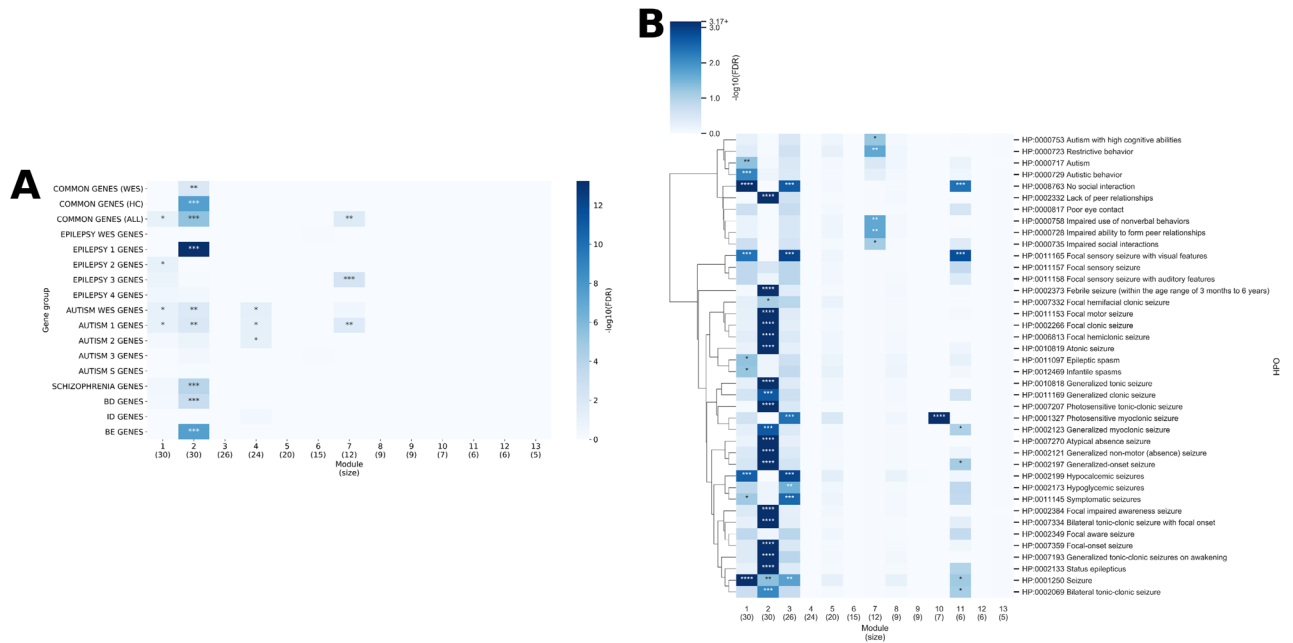 A
COMMON GENES (WES)
COMMON GENES (HC)
COMMON GENES (ALL)
EPILEPSY WES GENES
EPILEPSY 1 GENES
EPILEPSY 2 GENES
EPILEPSY 3 GENES
EPILEPSY 4 GENES
AUTISM WES GENES
AUTISM 1 GENES
AUTISM 2 GENES
AUTISM 3 GENES
AUTISM S GENES
SCHIZOPHRENIA GENES
BD GENES
ID GENES
BE GENES
Gene group
**
***
* *** **
***
*
***
* ** *
* ** * **
*
***
***
***
1 2 3 4 5 6 7 8 9 10 11 12 13
(30) (30) (26) (24) (20) (15) (12) (9) (9) (7) (6) (6) (5)
Module
(size)
12
10
8
6
4
2
0
-log10(FDR)
B
3.17+
3.0
2.0
1.0
0.0
-log10(FDR)
* HP:0000753 Autism with high cognitive abilities
** HP:0000723 Restrictive behavior
** HP:0000717 Autism
*** HP:0000729 Autistic behavior
**** *** *** HP:0008763 No social interaction
**** HP:0002332 Lack of peer relationships
HP:0000817 Poor eye contact
** HP:0000758 Impaired use of nonverbal behaviors
** HP:0000728 Impaired ability to form peer relationships
* HP:0000735 Impaired social interactions
*** *** *** HP:0011165 Focal sensory seizure with visual features
HP:0011157 Focal sensory seizure
HP:0011158 Focal sensory seizure with auditory features
**** HP:0002373 Febrile seizure (within the age range of 3 months to 6 years)
* HP:0007332 Focal hemifacial clonic seizure
**** HP:0011153 Focal motor seizure
**** HP:0002266 Focal clonic seizure
**** HP:0006813 Focal hemiclonic seizure
**** HP:0010819 Atonic seizure
* HP:0011097 Epileptic spasm
* HP:0012469 Infantile spasms
**** HP:0010818 Generalized tonic seizure
*** HP:0011169 Generalized clonic seizure
**** HP:0007207 Photosensitive tonic-clonic seizure
*** **** HP:0001327 Photosensitive myoclonic seizure
*** * HP:0002123 Generalized myoclonic seizure
**** HP:0007270 Atypical absence seizure
**** HP:0002121 Generalized non-motor (absence) seizure
**** * HP:0002197 Generalized-onset seizure
*** *** HP:0002199 Hypocalcemic seizures
** HP:0002173 Hypoglycemic seizures
* *** HP:0011145 Symptomatic seizures
**** HP:0002384 Focal impaired awareness seizure
**** HP:0007334 Bilateral tonic-clonic seizure with focal onset
HP:0002349 Focal aware seizure
**** HP:0007359 Focal-onset seizure
**** HP:0007193 Generalized tonic-clonic seizures on awakening
**** HP:0002133 Status epilepticus
**** ** ** * HP:0001250 Seizure
*** * HP:0002069 Bilateral tonic-clonic seizure
HPO
1 2 3 4 5 6 7 8 9 10 11 12 13
(30) (30) (26) (24) (20) (15) (12) (9) (9) (7) (6) (6) (5)
Module
(size)